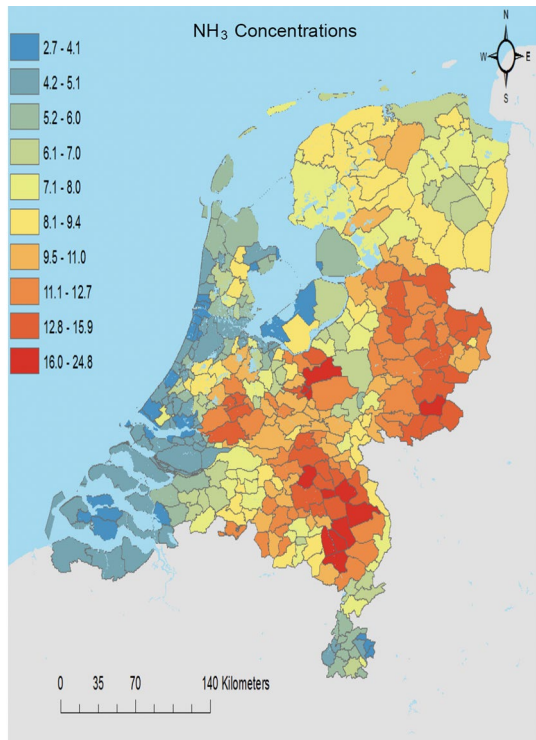 NH₃ Concentrations
N
W E
S
2.7 - 4.1
4.2 - 5.1
5.2 - 6.0
6.1 - 7.0
7.1 - 8.0
8.1 - 9.4
9.5 - 11.0
11.1 - 12.7
12.8 - 15.9
16.0 - 24.8
0 35 70 140 Kilometers